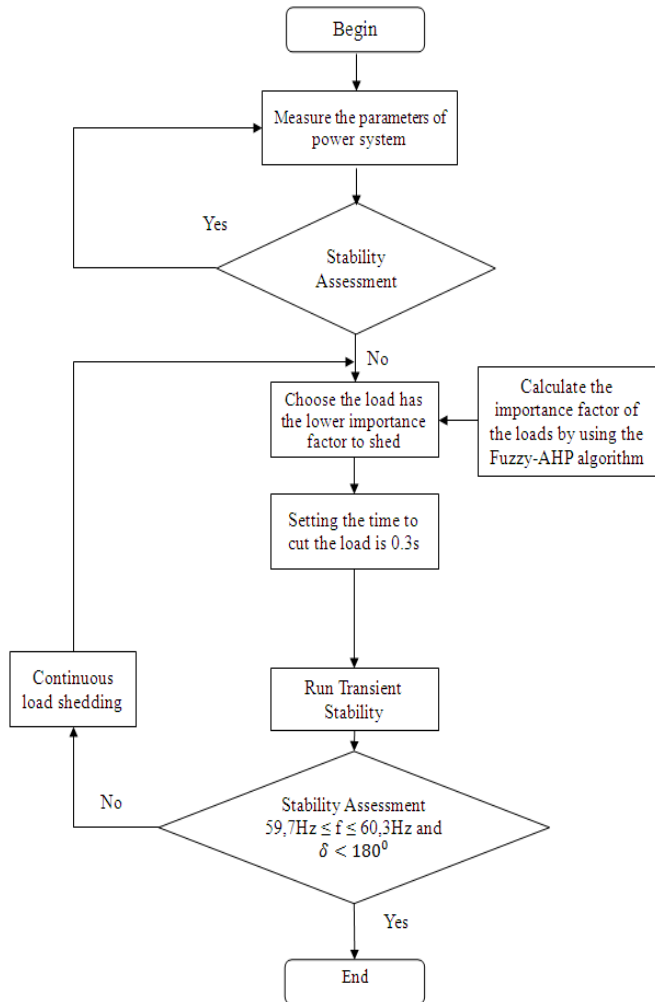 Begin
Measure the parameters of
power system
Yes
Stability
Assessment
No
Choose the load has
the lower importance
factor to shed
Calculate the
importance factor of
the loads by using the
Fuzzy-AHP algorithm
Setting the time to
cut the load is 0.3s
Continuous
load shedding
Run Transient
Stability
No
Stability Assessment
59,7Hz ≤ f ≤ 60,3Hz and
δ < 180⁰
Yes
End